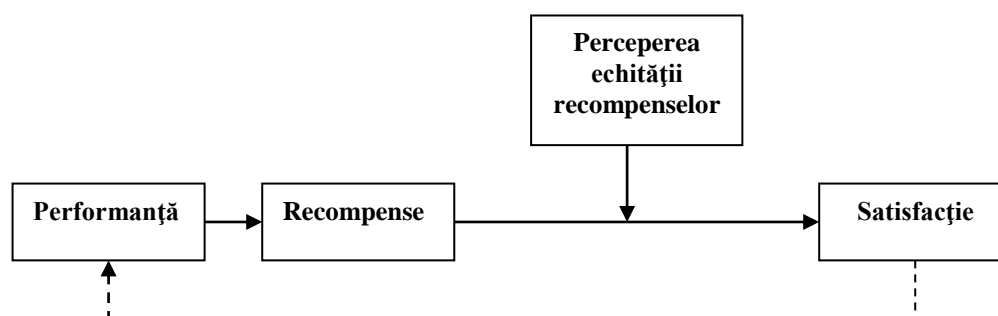 Perceperea
echităţii
recompenselor
Performanţă
Recompense
Satisfacţie